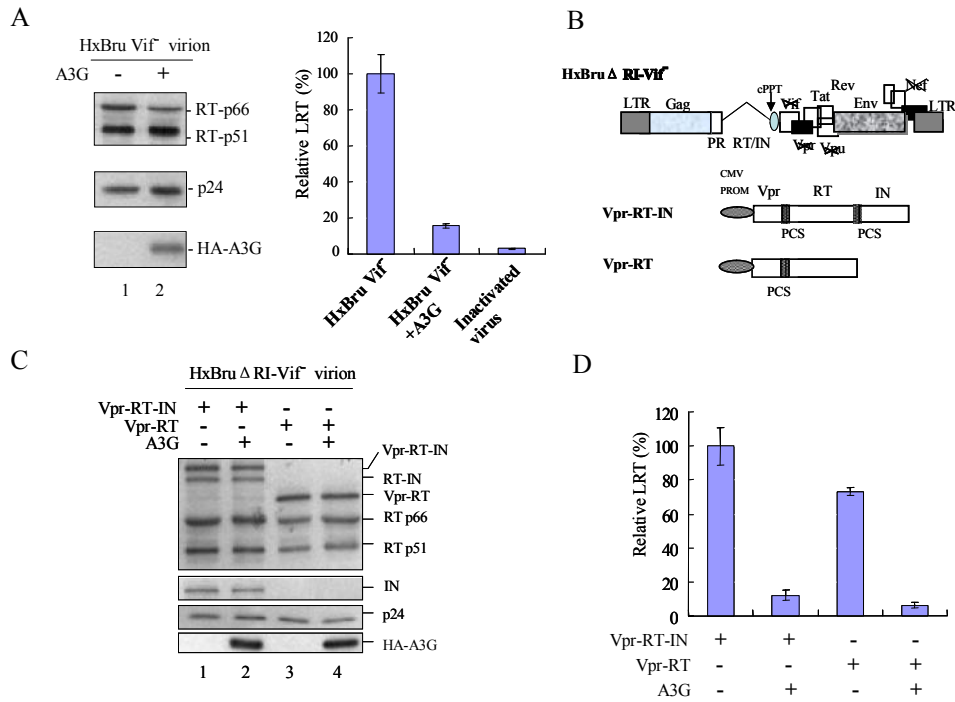 A
HxBru Vif⁻ virion
A3G - +
RT-p66
RT-p51
p24
HA-A3G
1 2
Relative LRT (%)
120
100
80
60
40
20
0
HxBru Vif⁻
HxBru Vif⁻ +A3G
Inactivated virus
B
HxBru Δ RI-Vif⁻
LTR Gag PR RT/IN cPPT Vif Vpr Tat Vpu Rev Env Nef LTR
CMV PROM
Vpr RT IN
Vpr-RT-IN
PCS PCS
Vpr-RT
PCS
C
HxBru Δ RI-Vif⁻ virion
Vpr-RT-IN + + - -
Vpr-RT - - + +
A3G - + - +
Vpr-RT-IN
RT-IN
Vpr-RT
RT p66
RT p51
IN
p24
HA-A3G
1 2 3 4
D
Relative LRT (%)
120
100
80
60
40
20
0
Vpr-RT-IN + + - -
Vpr-RT - - + +
A3G - + - +